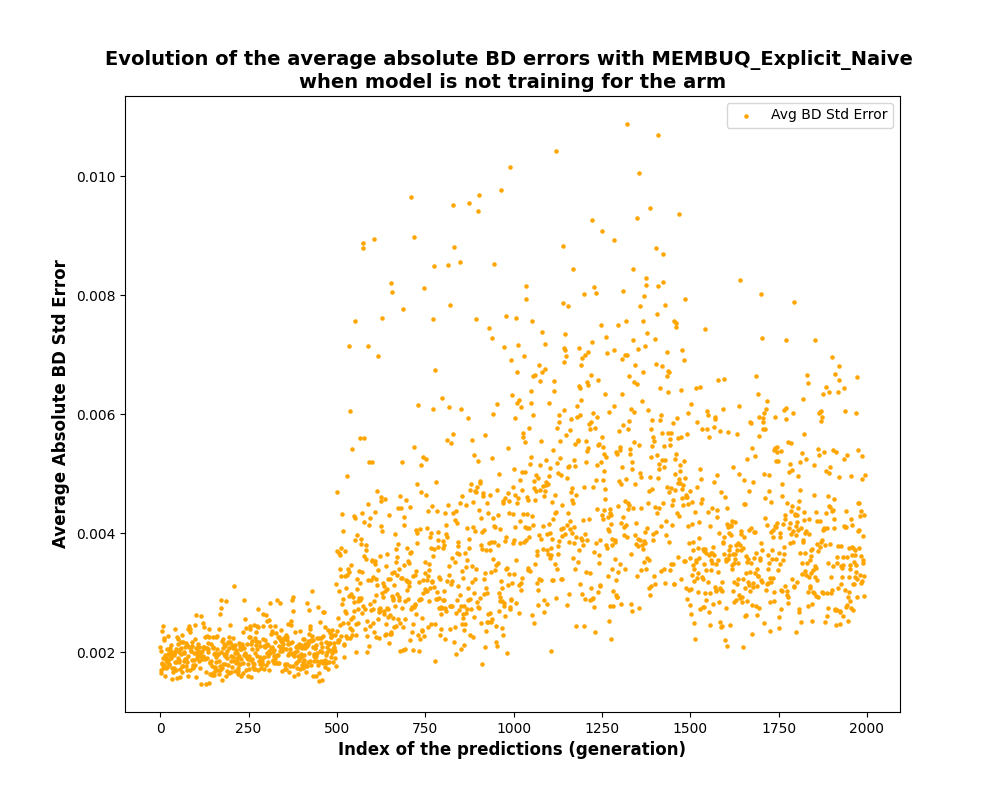 Evolution of the average absolute BD errors with MEMBUQ_Explicit_Naive
when model is not training for the arm
Avg BD Std Error
Average Absolute BD Std Error
0.010
0.008
0.006
0.004
0.002
0
250
500
750
1000
1250
1500
1750
2000
Index of the predictions (generation)